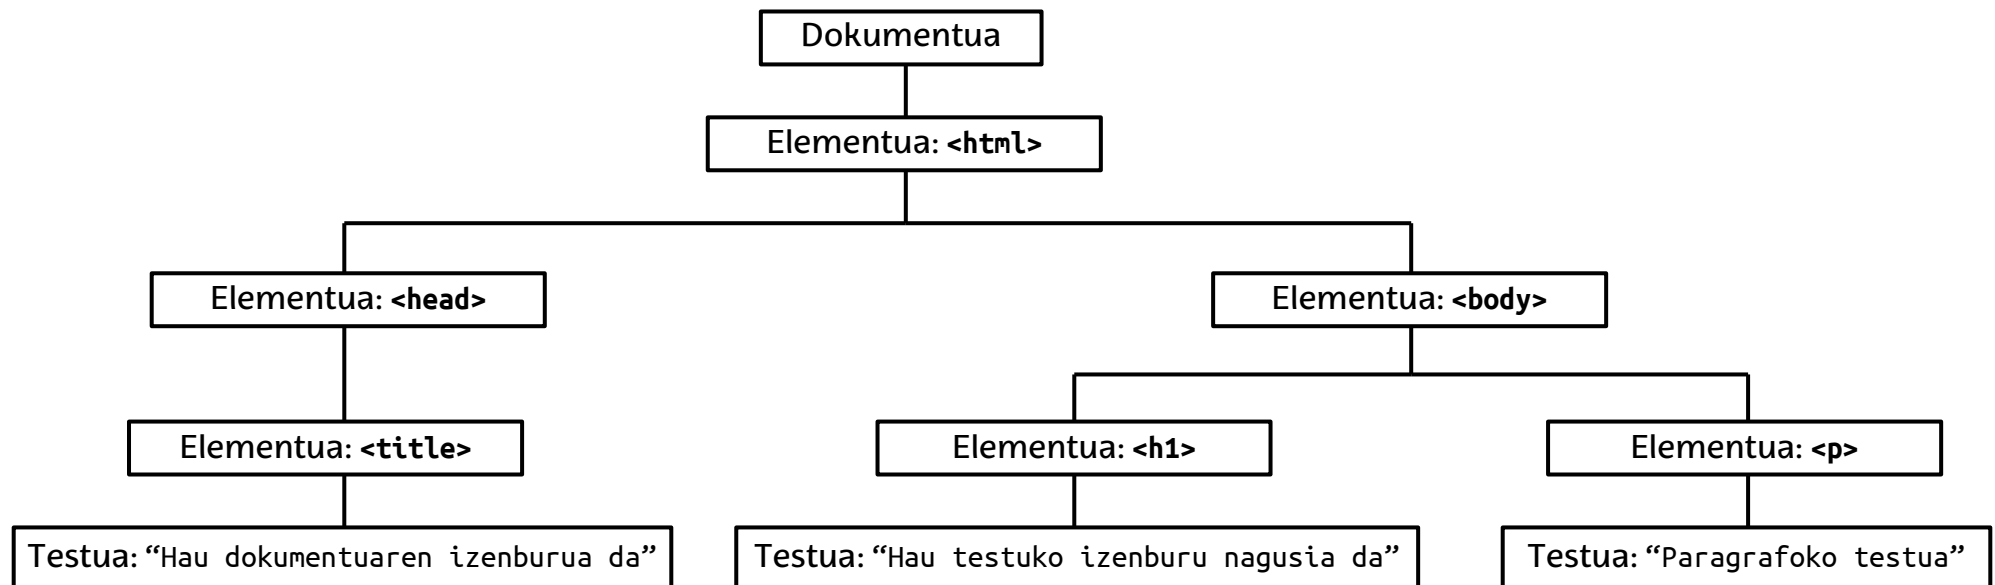 Dokumentua
Elementua: <html>
Elementua: <head>
Elementua: <body>
Elementua: <title>
Elementua: <h1>
Elementua: <p>
Testua: “Hau dokumentuaren izenburua da”
Testua: “Hau testuko izenburu nagusia da”
Testua: “Paragrafoko testua”